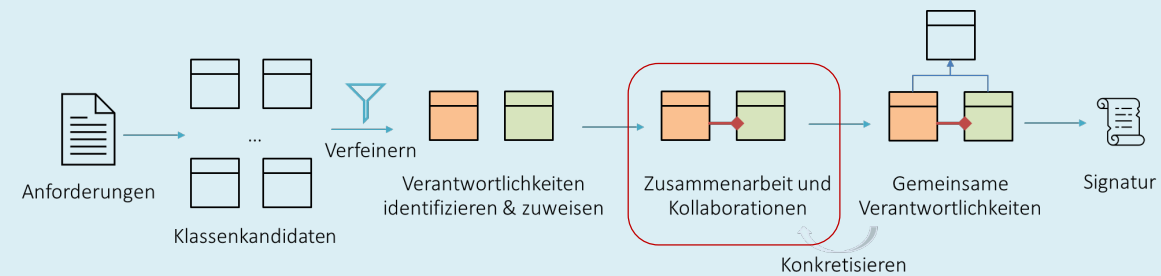 Anforderungen
...
Klassenkandidaten
Verfeinern
Verantwortlichkeiten
identifizieren & zuweisen
Zusammenarbeit und
Kollaborationen
Gemeinsame
Verantwortlichkeiten
Konkretisieren
Signatur